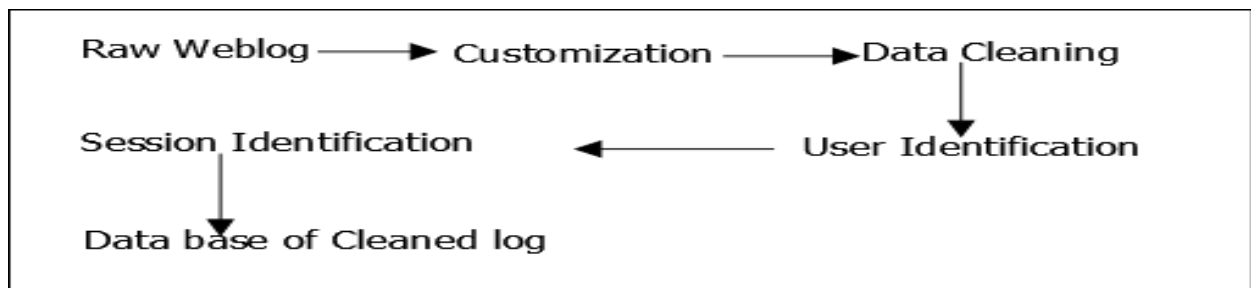 Raw Weblog
Customization
Data Cleaning
User Identification
Session Identification
Data base of Cleaned log